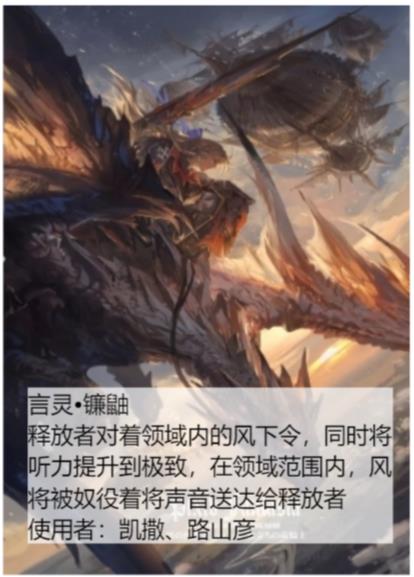 言灵•镰鼬
释放者对着领域内的风下令，同时将
听力提升到极致，在领域范围内，风
将被奴役着将声音送达给释放者
使用者：凯撒、路山彦